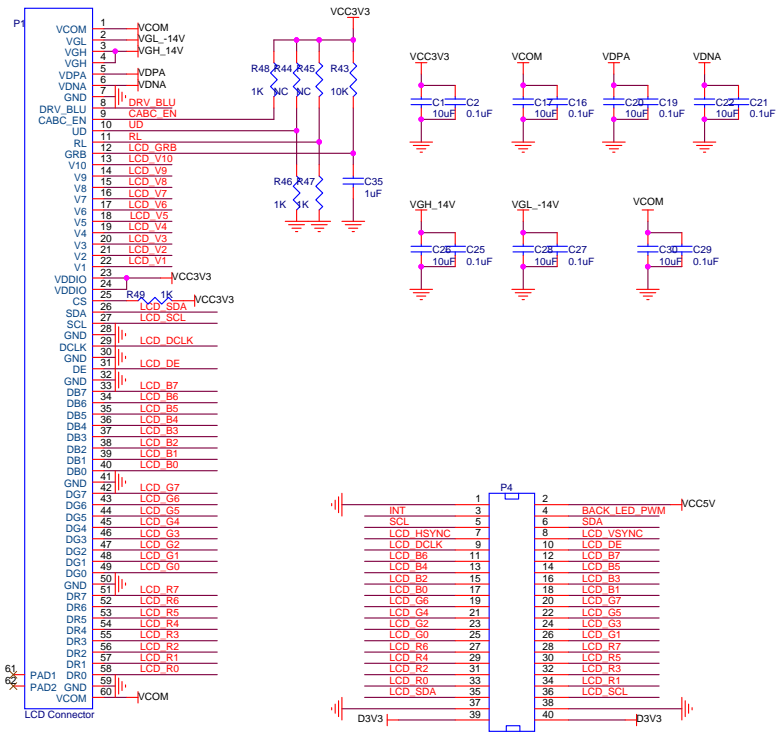 P1
VCOM 1 VCOM
VGL 2 VGL_-14V
VGH 3 VGH_14V
VGH 4
VDPA 5 VDPA
VDNA 6 VDNA
GND 7
DRV_BLU 8 DRV_BLU
CABC_EN 9 CABC_EN
UD 10 UD
RL 11 RL
GRB 12 LCD_GRB
V10 13 LCD_V10
V9 14 LCD_V9
V8 15 LCD_V8
V7 16 LCD_V7
V6 17 LCD_V6
V5 18 LCD_V5
V4 19 LCD_V4
V3 20 LCD_V3
V2 21 LCD_V2
V1 22 LCD_V1
VDDIO 23 VCC3V3
VDDIO 24
CS 25 R49 1K VCC3V3
SDA 26 LCD_SDA
SCL 27 LCD_SCL
GND 28
DCLK 29 LCD_DCLK
GND 30
DE 31 LCD_DE
GND 32
DB7 33 LCD_B7
DB6 34 LCD_B6
DB5 35 LCD_B5
DB4 36 LCD_B4
DB3 37 LCD_B3
DB2 38 LCD_B2
DB1 39 LCD_B1
DB0 40 LCD_B0
GND 41
DG7 42 LCD_G7
DG6 43 LCD_G6
DG5 44 LCD_G5
DG4 45 LCD_G4
DG3 46 LCD_G3
DG2 47 LCD_G2
DG1 48 LCD_G1
DG0 49 LCD_G0
GND 50
DR7 51 LCD_R7
DR6 52 LCD_R6
DR5 53 LCD_R5
DR4 54 LCD_R4
DR3 55 LCD_R3
DR2 56 LCD_R2
DR1 57 LCD_R1
DR0 58 LCD_R0
61 PAD1 GND 59
62 PAD2 VCOM 60 VCOM
LCD Connector
VCC3V3
R48 R44 R45 R43
1K NC NC 10K
R46 R47 C35
1K 1K 1uF
VCC3V3 VCOM VDPA VDNA
C1 C2 C17 C16 C20 C19 C22 C21
10uF 0.1uF 10uF 0.1uF 10uF 0.1uF 10uF 0.1uF
VGH_14V VGL_-14V VCOM
C26 C25 C28 C27 C30 C29
10uF 0.1uF 10uF 0.1uF 10uF 0.1uF
P4
1 2 VCC5V
INT 3 4 BACK_LED_PWM
SCL 5 6 SDA
LCD_HSYNC 7 8 LCD_VSYNC
LCD_DCLK 9 10 LCD_DE
LCD_B6 11 12 LCD_B7
LCD_B4 13 14 LCD_B5
LCD_B2 15 16 LCD_B3
LCD_B0 17 18 LCD_B1
LCD_G6 19 20 LCD_G7
LCD_G4 21 22 LCD_G5
LCD_G2 23 24 LCD_G3
LCD_G0 25 26 LCD_G1
LCD_R6 27 28 LCD_R7
LCD_R4 29 30 LCD_R5
LCD_R2 31 32 LCD_R3
LCD_R0 33 34 LCD_R1
LCD_SDA 35 36 LCD_SCL
37 38
D3V3 39 40 D3V3